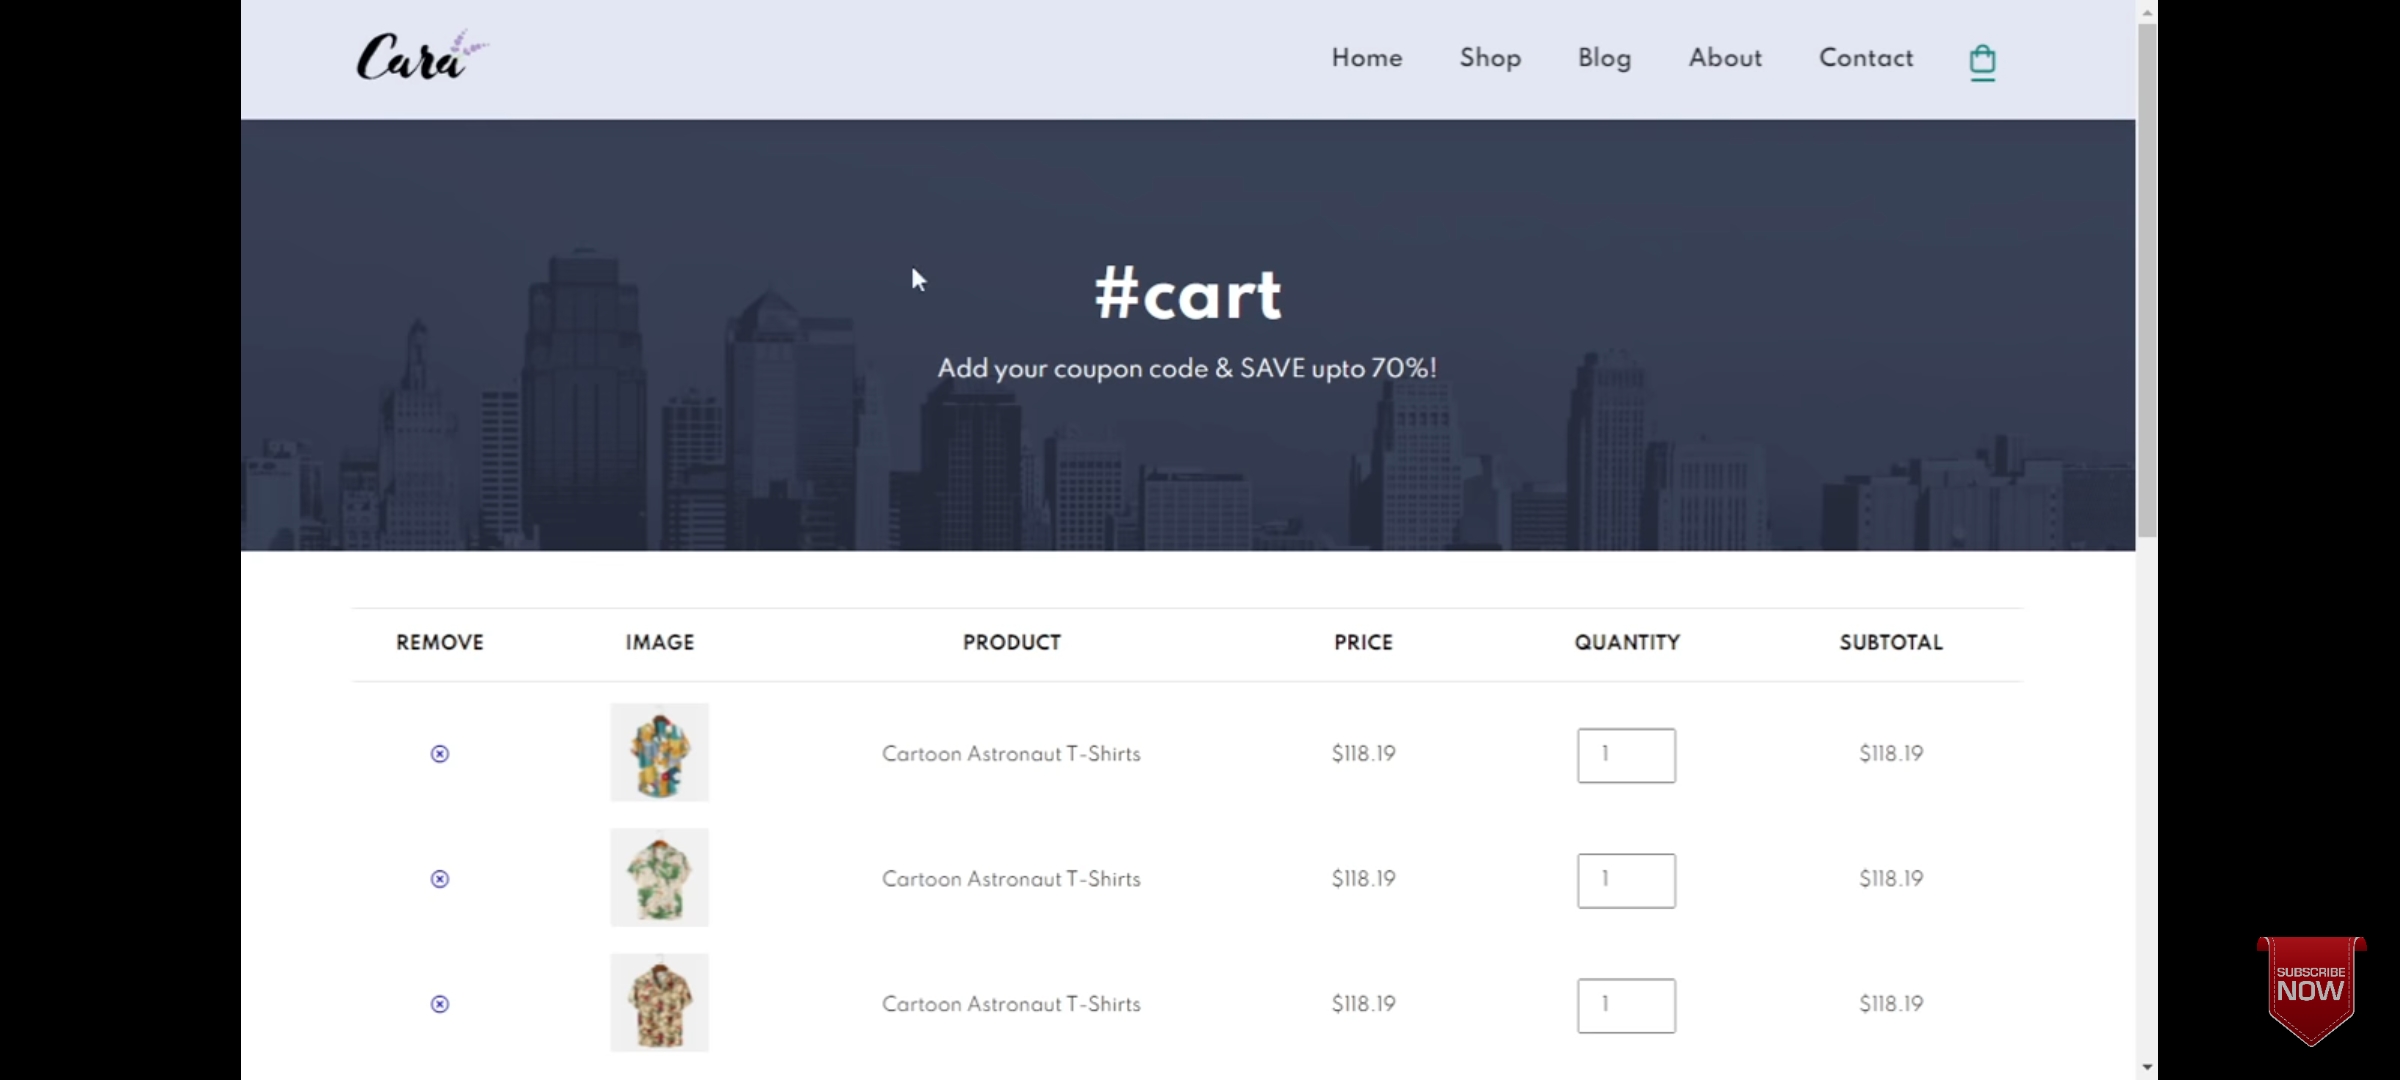 Cara
Home Shop Blog About Contact
#cart
Add your coupon code & SAVE upto 70%!
REMOVE IMAGE PRODUCT PRICE QUANTITY SUBTOTAL
Cartoon Astronaut T-Shirts $118.19 1 $118.19
Cartoon Astronaut T-Shirts $118.19 1 $118.19
Cartoon Astronaut T-Shirts $118.19 1 $118.19
SUBSCRIBE
NOW